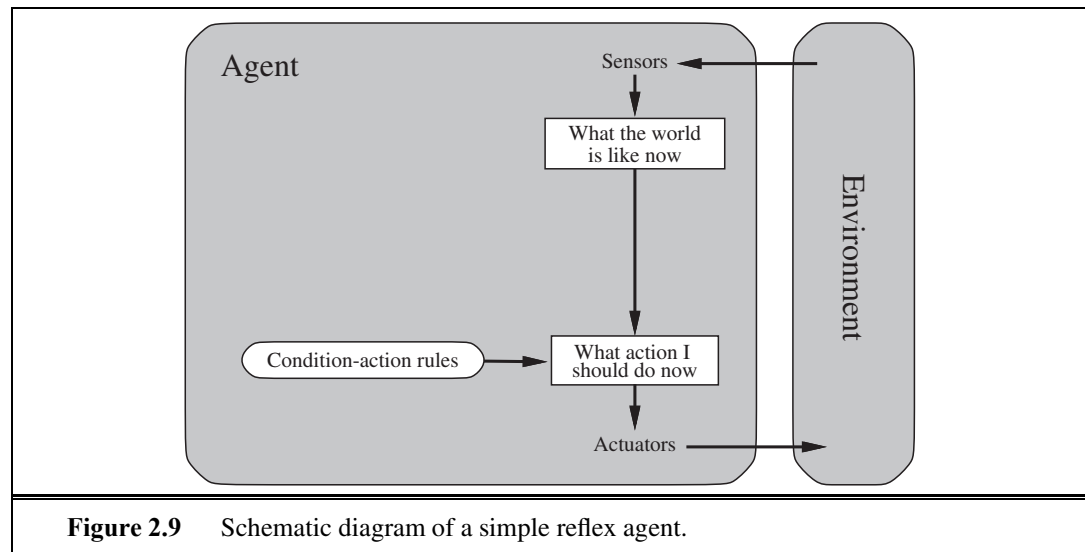 Agent
Sensors
What the world
is like now
Environment
Condition-action rules
What action I
should do now
Actuators
Figure 2.9 Schematic diagram of a simple reflex agent.